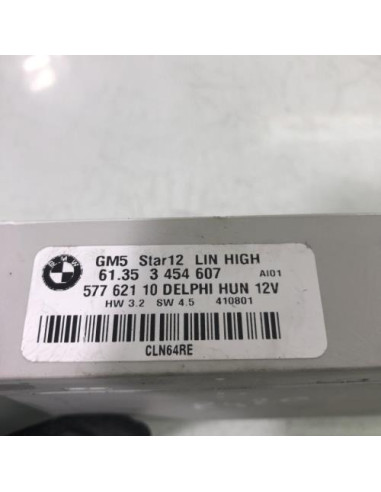 BMW
GM5 Star12 LIN HIGH
61.35 3 454 607 AI01
577 621 10 DELPHI HUN 12V
HW 3.2 SW 4.5 410801
CLN64RE